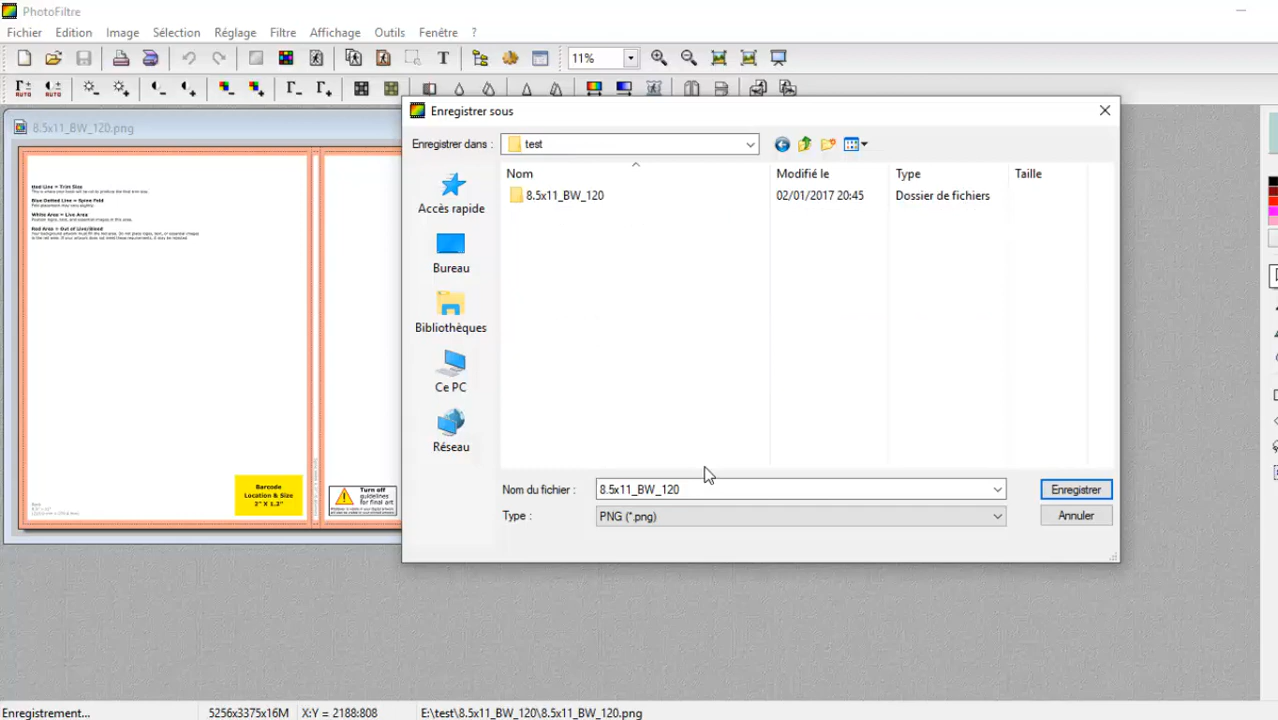 PhotoFiltre
Fichier Edition Image Sélection Réglage Filtre Affichage Outils Fenêtre ?
11%
AUTO AUTO
8.5x11_BW_120.png
Red Line = Trim Size
Blue Dotted Line = Spine Fold
White Area = Live Area
Red Area = Out of Live/Bleed
Barcode
Location & Size
2" X 1.2"
Turn off
guidelines
for final art
Enregistrer sous
Enregistrer dans : test
Nom Modifié le Type Taille
8.5x11_BW_120 02/01/2017 20:45 Dossier de fichiers
Accès rapide
Bureau
Bibliothèques
Ce PC
Réseau
Nom du fichier : 8.5x11_BW_120 Enregistrer
Type : PNG (*.png) Annuler
Enregistrement... 5256x3375x16M X:Y = 2188:808 E:\test\8.5x11_BW_120\8.5x11_BW_120.png